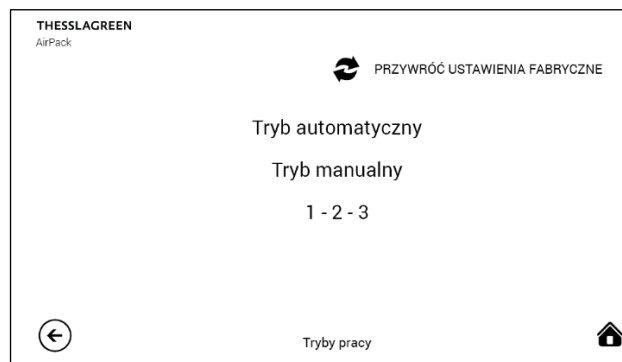 THESSLAGREEN
AirPack
PRZYWRÓĆ USTAWIENIA FABRYCZNE
Tryb automatyczny
Tryb manualny
1 - 2 - 3
Tryby pracy